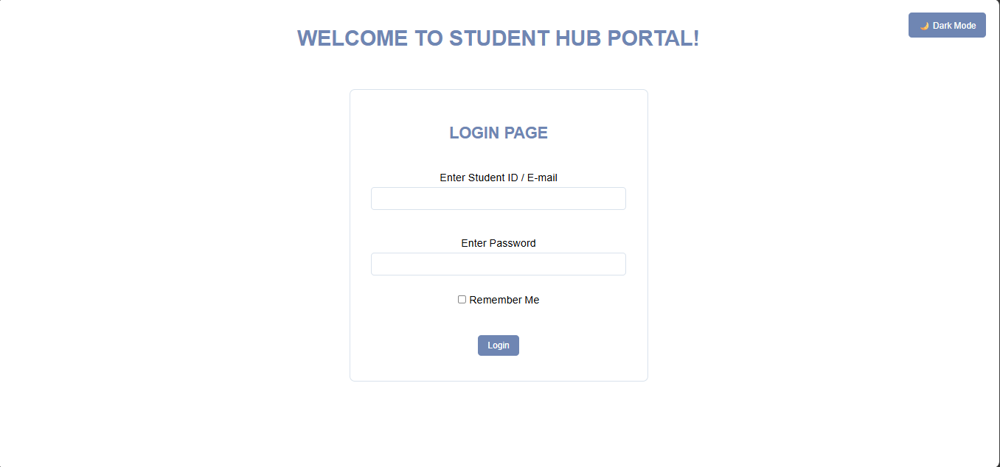 🌙 Dark Mode
WELCOME TO STUDENT HUB PORTAL!
LOGIN PAGE
Enter Student ID / E-mail
Enter Password
Remember Me
Login